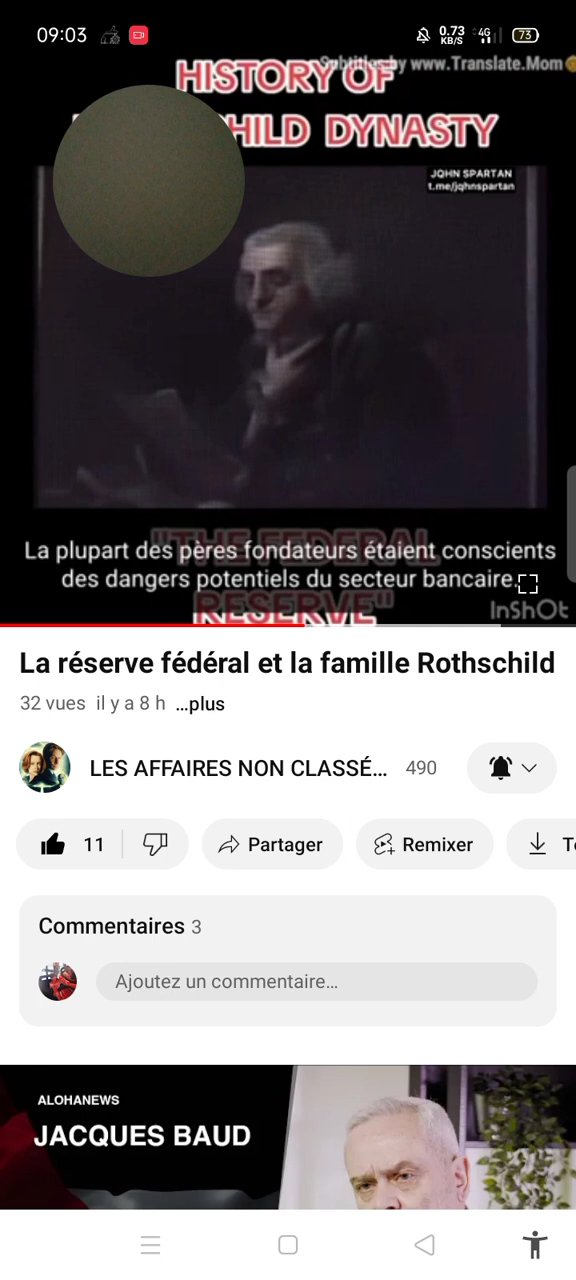 09:03
0.73
KB/S
4G
73
Subtitles by www.Translate.Mom
HISTORY OF
HILD DYNASTY
JOHN SPARTAN
t.me/johnspartan
"THE FEDERAL
La plupart des pères fondateurs étaient conscients
des dangers potentiels du secteur bancaire.
RESERVE"
InShOt
La réserve fédéral et la famille Rothschild
32 vues il y a 8 h ...plus
LES AFFAIRES NON CLASSÉ... 490
11
Partager
Remixer
Commentaires 3
Ajoutez un commentaire...
ALOHANEWS
JACQUES BAUD